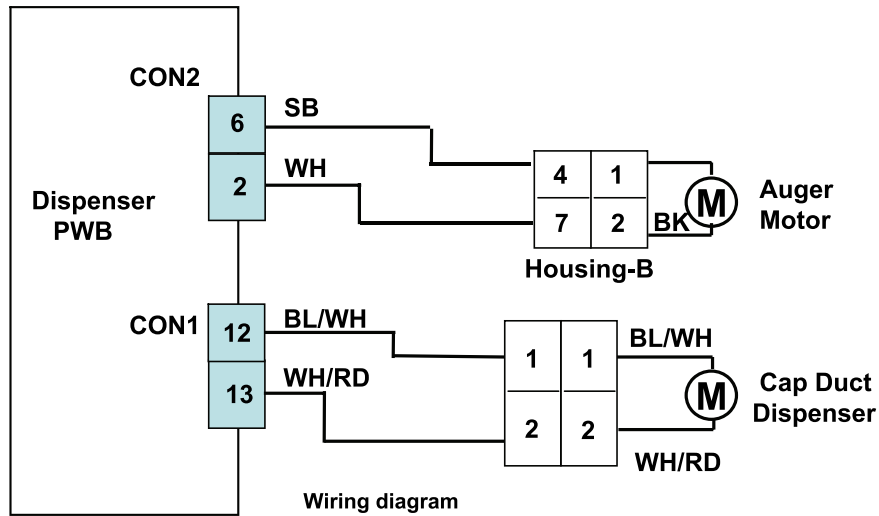 CON2
6
SB
2
WH
Dispenser
PWB
4 1
7 2
BK
M
Auger
Motor
Housing-B
CON1
12
BL/WH
13
WH/RD
1 1
2 2
BL/WH
M
WH/RD
Cap Duct
Dispenser
Wiring diagram